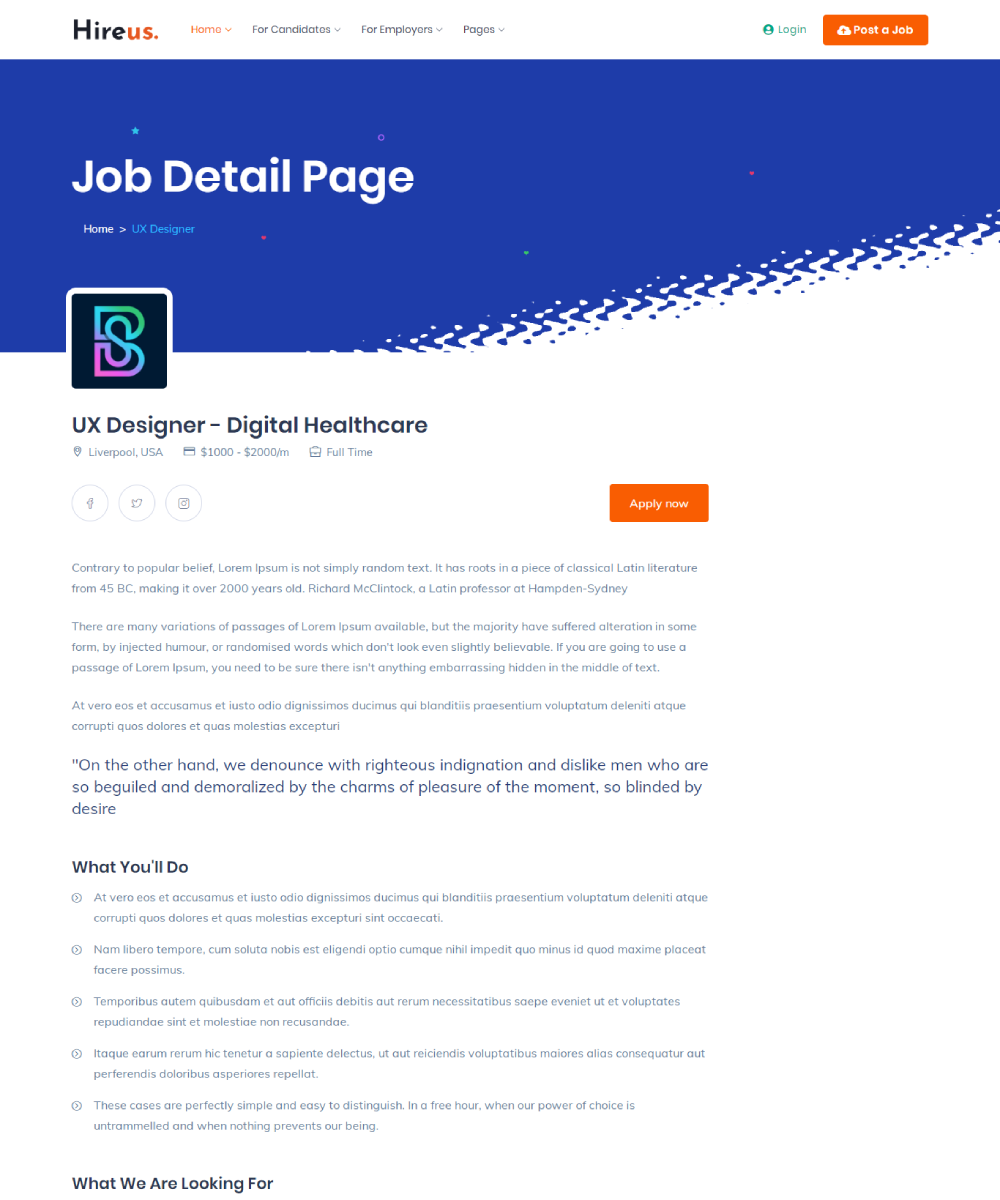 Hireus.
Home
For Candidates
For Employers
Pages
Login
Post a Job
Job Detail Page
Home > UX Designer
UX Designer - Digital Healthcare
Liverpool, USA
$1000 - $2000/m
Full Time
Apply now
Contrary to popular belief, Lorem Ipsum is not simply random text. It has roots in a piece of classical Latin literature
from 45 BC, making it over 2000 years old. Richard McClintock, a Latin professor at Hampden-Sydney
There are many variations of passages of Lorem Ipsum available, but the majority have suffered alteration in some
form, by injected humour, or randomised words which don't look even slightly believable. If you are going to use a
passage of Lorem Ipsum, you need to be sure there isn't anything embarrassing hidden in the middle of text.
At vero eos et accusamus et iusto odio dignissimos ducimus qui blanditiis praesentium voluptatum deleniti atque
corrupti quos dolores et quas molestias excepturi
"On the other hand, we denounce with righteous indignation and dislike men who are
so beguiled and demoralized by the charms of pleasure of the moment, so blinded by
desire
What You'll Do
At vero eos et accusamus et iusto odio dignissimos ducimus qui blanditiis praesentium voluptatum deleniti atque
corrupti quos dolores et quas molestias excepturi sint occaecati.
Nam libero tempore, cum soluta nobis est eligendi optio cumque nihil impedit quo minus id quod maxime placeat
facere possimus.
Temporibus autem quibusdam et aut officiis debitis aut rerum necessitatibus saepe eveniet ut et voluptates
repudiandae sint et molestiae non recusandae.
Itaque earum rerum hic tenetur a sapiente delectus, ut aut reiciendis voluptatibus maiores alias consequatur aut
perferendis doloribus asperiores repellat.
These cases are perfectly simple and easy to distinguish. In a free hour, when our power of choice is
untrammelled and when nothing prevents our being.
What We Are Looking For